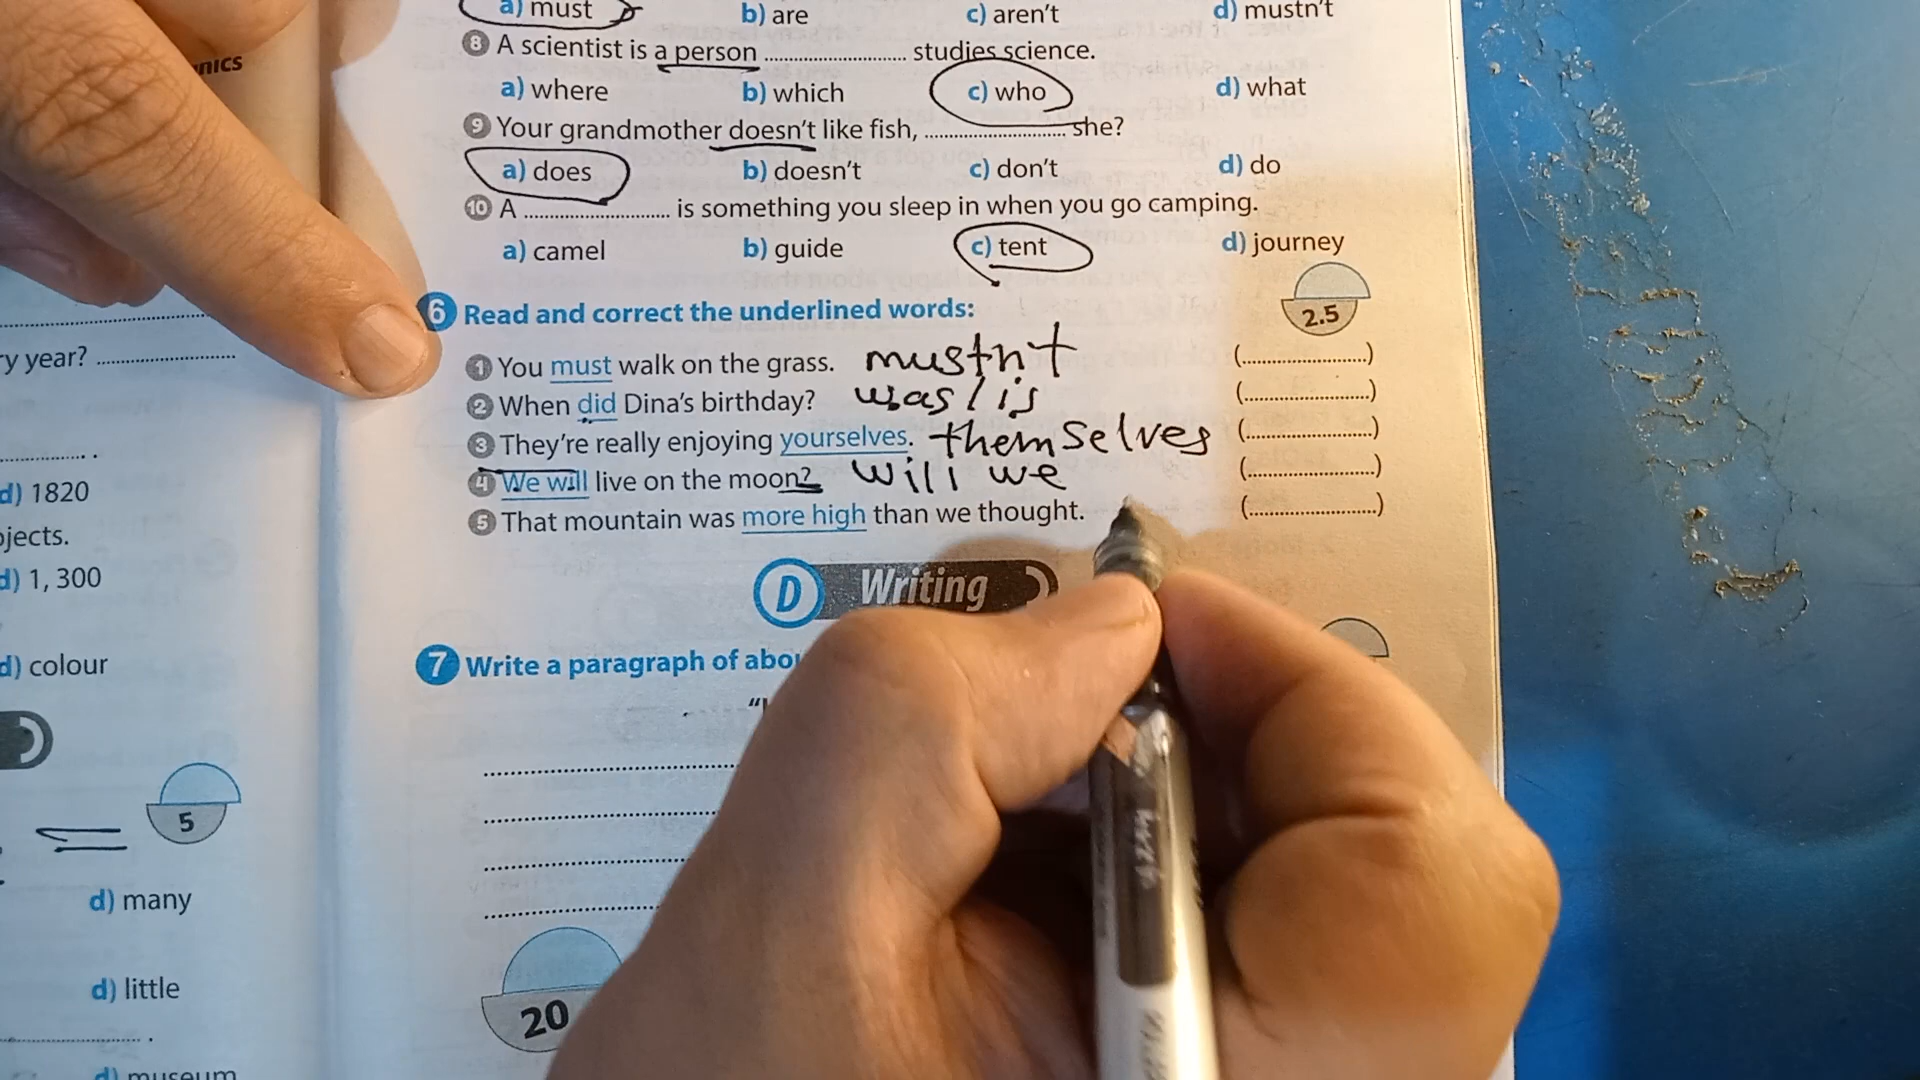 a) must b) are c) aren't d) mustn't
8 A scientist is a person ............................ studies science.
nics
a) where b) which c) who d) what
9 Your grandmother doesn't like fish, ............................ she?
a) does b) doesn't c) don't d) do
10 A ............................ is something you sleep in when you go camping.
a) camel b) guide c) tent d) journey
6 Read and correct the underlined words:
2.5
1 You must walk on the grass. mustn't (........................)
y year? ............................
2 When did Dina's birthday? was / is (........................)
3 They're really enjoying yourselves. themselves (........................)
4 We will live on the moon? will we (........................)
d) 1820
5 That mountain was more high than we thought. (........................)
jects.
d) 1, 300
D Writing
7 Write a paragraph of
d) colour
5
d) many
d) little
20
d) museum